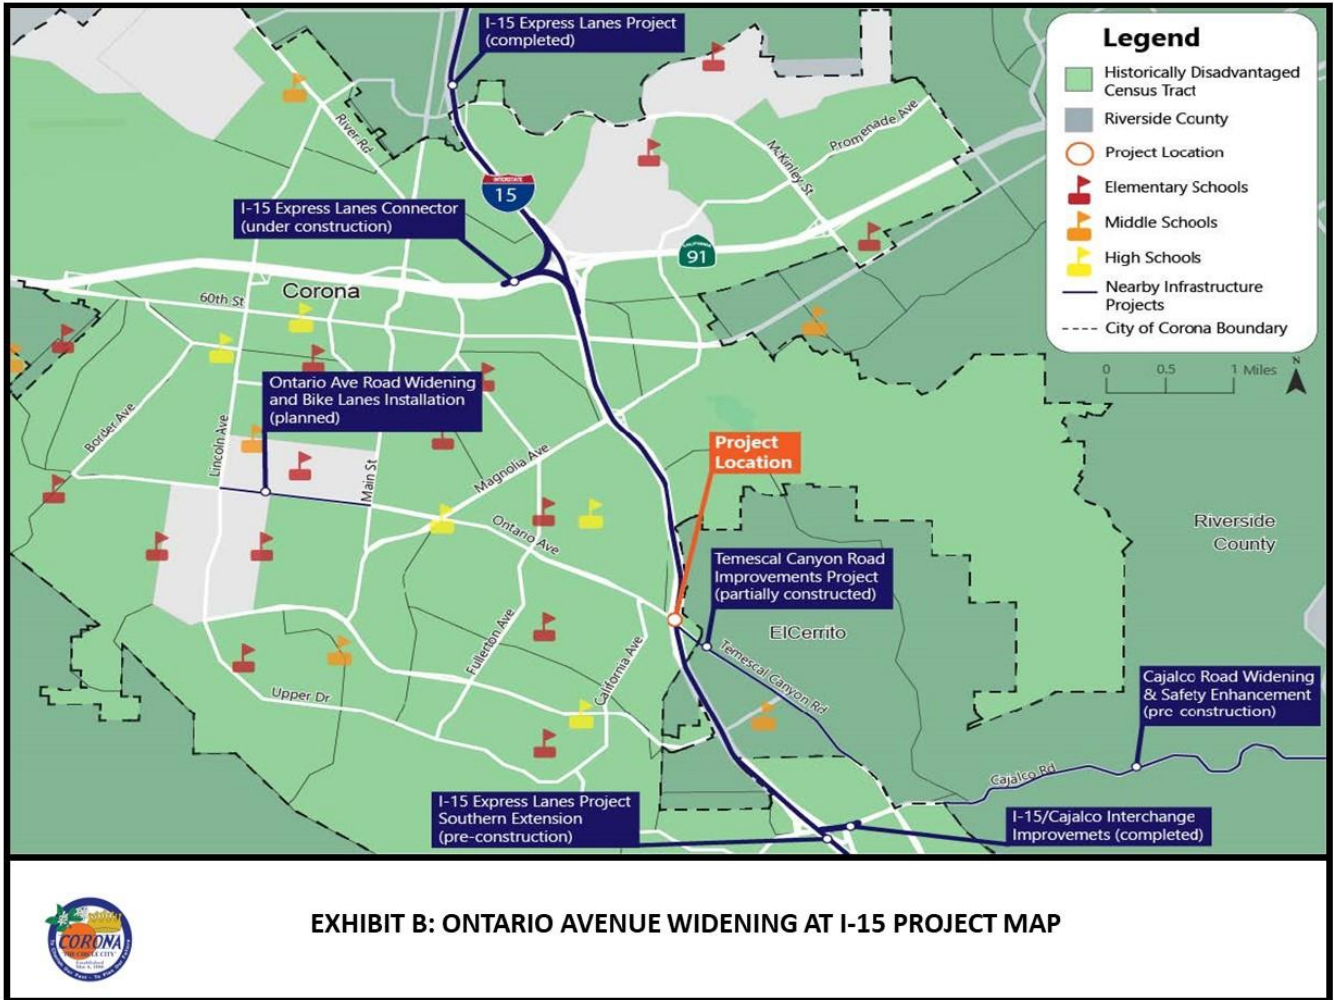 I-15 Express Lanes Project
(completed)
Legend
Historically Disadvantaged
Census Tract
Riverside County
Project Location
Elementary Schools
Middle Schools
High Schools
Nearby Infrastructure
Projects
City of Corona Boundary
0 0.5 1 Miles
N
River Rd
McKinley St
Promenade Ave
INTERSTATE
15
I-15 Express Lanes Connector
(under construction)
CALIFORNIA
91
60th St
Corona
Ontario Ave Road Widening
and Bike Lanes Installation
(planned)
Border Ave
Lincoln Ave
Main St
Magnolia Ave
Ontario Ave
Project
Location
Riverside
County
Temescal Canyon Road
Improvements Project
(partially constructed)
ElCerrito
Fullerton Ave
California Ave
Temescal Canyon Rd
Upper Dr
Cajalco Road Widening
& Safety Enhancement
(pre construction)
Cajalco Rd
I-15 Express Lanes Project
Southern Extension
(pre-construction)
I-15/Cajalco Interchange
Improvemets (completed)
CORONA
THE CIRCLE CITY
Established
EXHIBIT B: ONTARIO AVENUE WIDENING AT I-15 PROJECT MAP